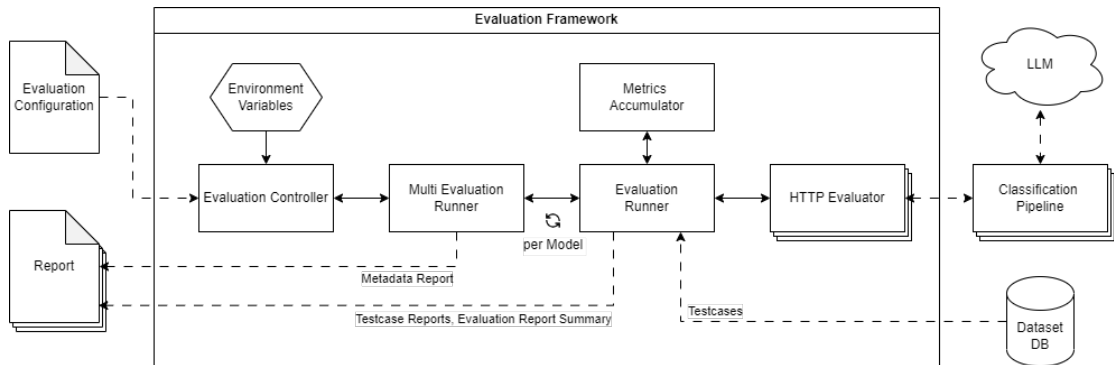 Evaluation Framework
Evaluation
Configuration
Environment
Variables
Metrics
Accumulator
LLM
Evaluation Controller
Multi Evaluation
Runner
per Model
Evaluation
Runner
HTTP Evaluator
Classification
Pipeline
Report
Metadata Report
Testcase Reports, Evaluation Report Summary
Testcases
Dataset
DB